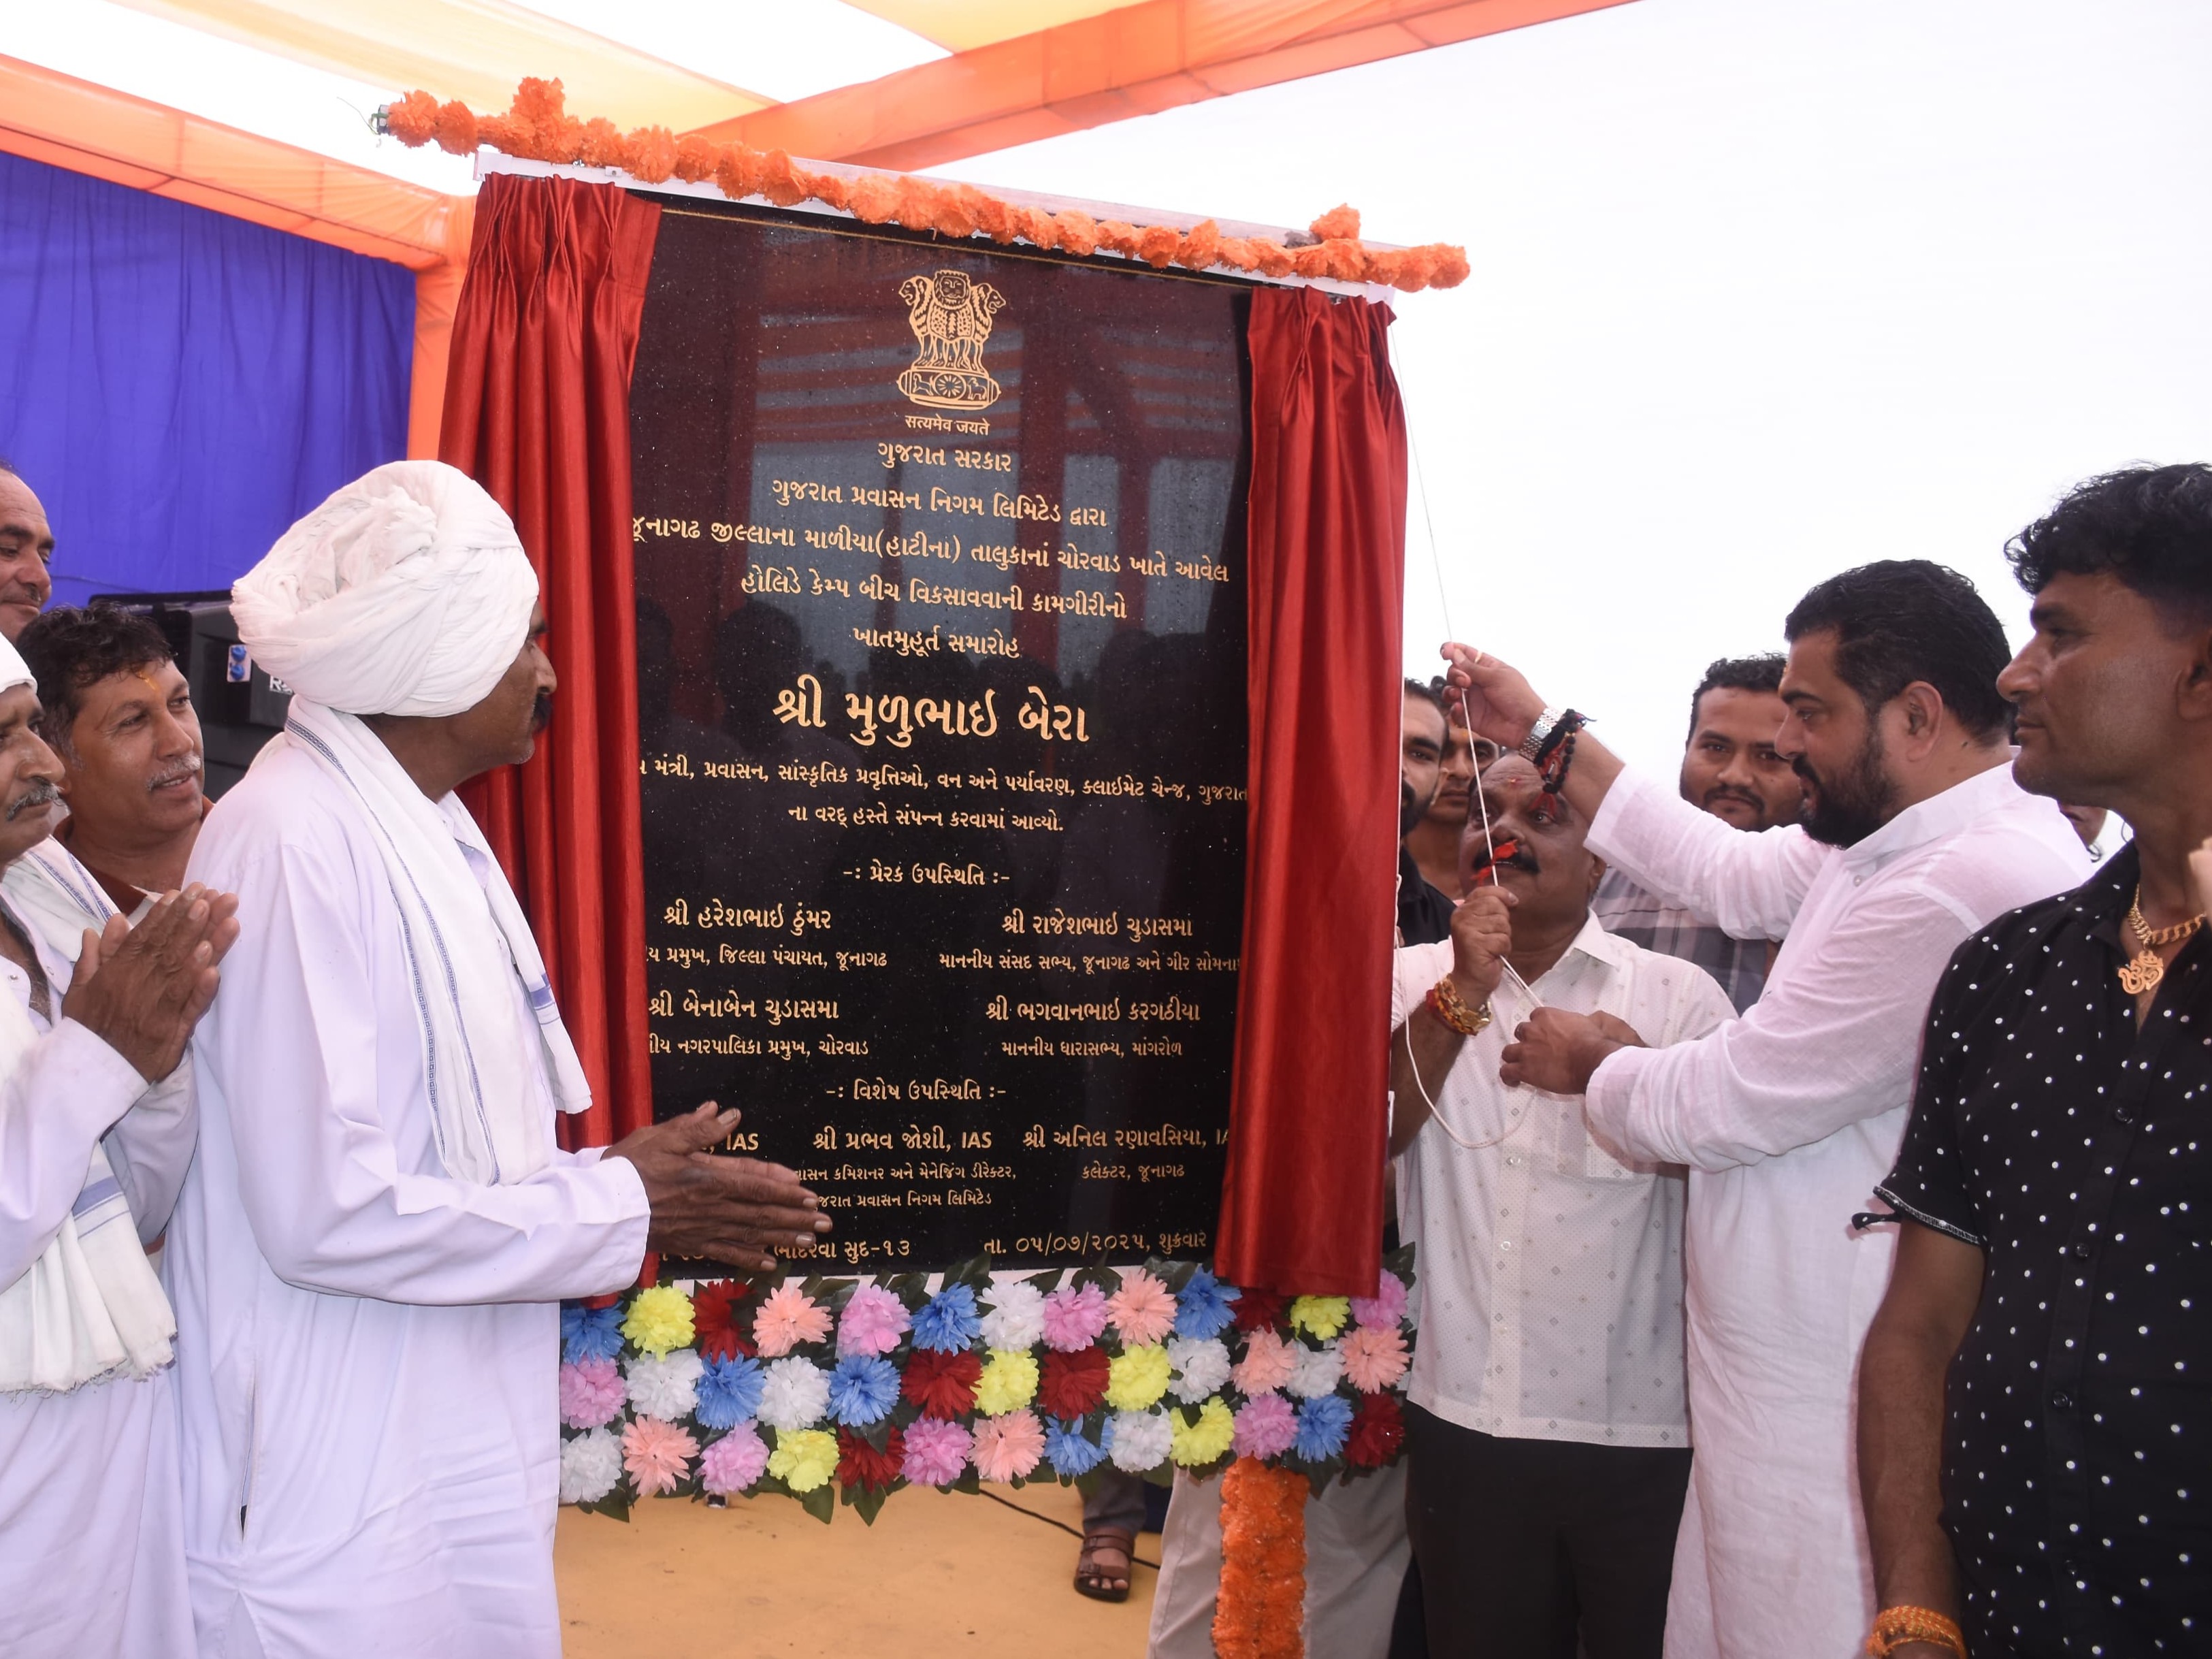 सत्यमेव जयते
ગુજરાત સરકાર
ગુજરાત પ્રવાસન નિગમ લિમિટેડ દ્વારા
જૂનાગઢ જીલ્લાના માળીયા(હાટીના) તાલુકાનાં ચોરવાડ ખાતે આવેલ
હોલિડે કેમ્પ બીચ વિકસાવવાની કામગીરીનો
ખાતમુહૂર્ત સમારોહ
શ્રી મુળુભાઇ બેરા
મંત્રી, પ્રવાસન, સાંસ્કૃતિક પ્રવૃત્તિઓ, વન અને પર્યાવરણ, ક્લાઇમેટ ચેન્જ, ગુજરાત
ના વરદ્ હસ્તે સંપન્ન કરવામાં આવ્યો.
-: પ્રેરક ઉપસ્થિતિ :-
શ્રી હરેશભાઇ ઠુંમર શ્રી રાજેશભાઇ ચુડાસમાં
પ્રમુખ, જિલ્લા પંચાયત, જૂનાગઢ માનનીય સંસદ સભ્ય, જૂનાગઢ અને ગીર
શ્રી બેનાબેન ચુડાસમા શ્રી ભગવાનભાઇ કરગઠીયા
નગરપાલિકા પ્રમુખ, ચોરવાડ માનનીય ધારાસભ્ય, માંગરોળ
-: વિશેષ ઉપસ્થિતિ :-
IAS શ્રી પ્રભવ જોશી, IAS શ્રી અનિલ રણાવસિયા,
કમિશનર અને મેનેજિંગ ડીરેક્ટર, કલેક્ટર, જૂનાગઢ
પ્રવાસન નિગમ લિમિટેડ
ભાદરવા સુદ-૧૩ તા. ૦૫/૦૭/૨૦૨૫, શુક્રવાર